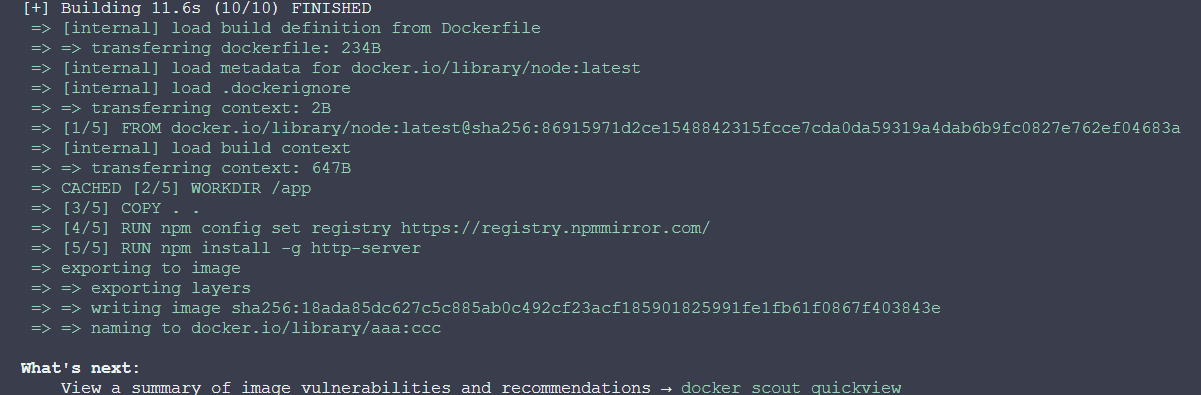 [+] Building 11.6s (10/10) FINISHED
=> [internal] load build definition from Dockerfile
=> => transferring dockerfile: 234B
=> [internal] load metadata for docker.io/library/node:latest
=> [internal] load .dockerignore
=> => transferring context: 2B
=> [1/5] FROM docker.io/library/node:latest@sha256:86915971d2ce1548842315fcce7cda0da59319a4dab6b9fc0827e762ef04683a
=> [internal] load build context
=> => transferring context: 647B
=> CACHED [2/5] WORKDIR /app
=> [3/5] COPY . .
=> [4/5] RUN npm config set registry https://registry.npmmirror.com/
=> [5/5] RUN npm install -g http-server
=> exporting to image
=> => exporting layers
=> => writing image sha256:18ada85dc627c5c885ab0c492cf23acf185901825991fe1fb61f0867f403843e
=> => naming to docker.io/library/aaa:ccc
What's next:
View a summary of image vulnerabilities and recommendations → docker scout quickview